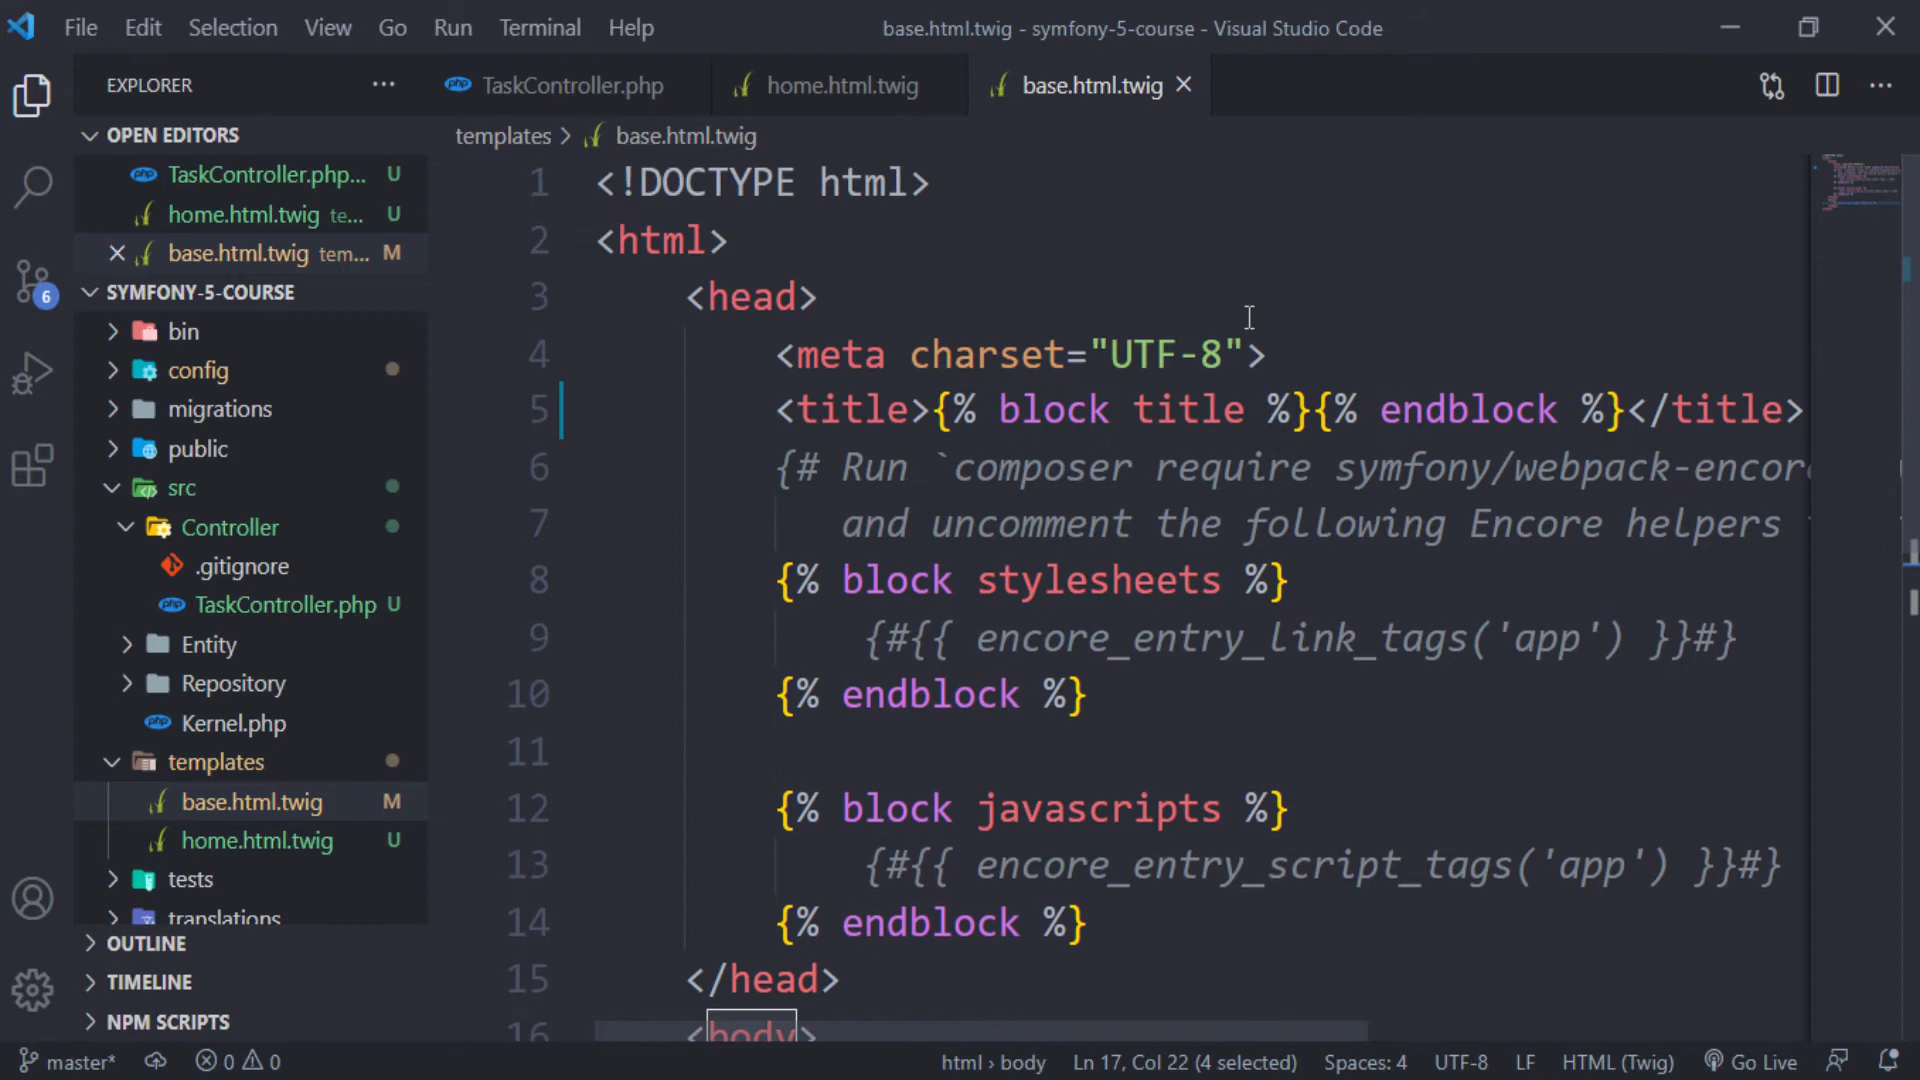 File Edit Selection View Go Run Terminal Help base.html.twig - symfony-5-course - Visual Studio Code
EXPLORER
TaskController.php home.html.twig base.html.twig
OPEN EDITORS
TaskController.php... U
home.html.twig te... U
base.html.twig tem... M
SYMFONY-5-COURSE
bin
config
migrations
public
src
Controller
.gitignore
TaskController.php U
Entity
Repository
Kernel.php
templates
base.html.twig M
home.html.twig U
tests
translations
OUTLINE
TIMELINE
NPM SCRIPTS
6
templates > base.html.twig
1 <!DOCTYPE html>
2 <html>
3 <head>
4 <meta charset="UTF-8">
5 <title>{% block title %}{% endblock %}</title>
6 {# Run `composer require symfony/webpack-encor
7 and uncomment the following Encore helpers
8 {% block stylesheets %}
9 {#{{ encore_entry_link_tags('app') }}#}
10 {% endblock %}
11
12 {% block javascripts %}
13 {#{{ encore_entry_script_tags('app') }}#}
14 {% endblock %}
15 </head>
16 <body>
master* 0 0 html > body Ln 17, Col 22 (4 selected) Spaces: 4 UTF-8 LF HTML (Twig) Go Live